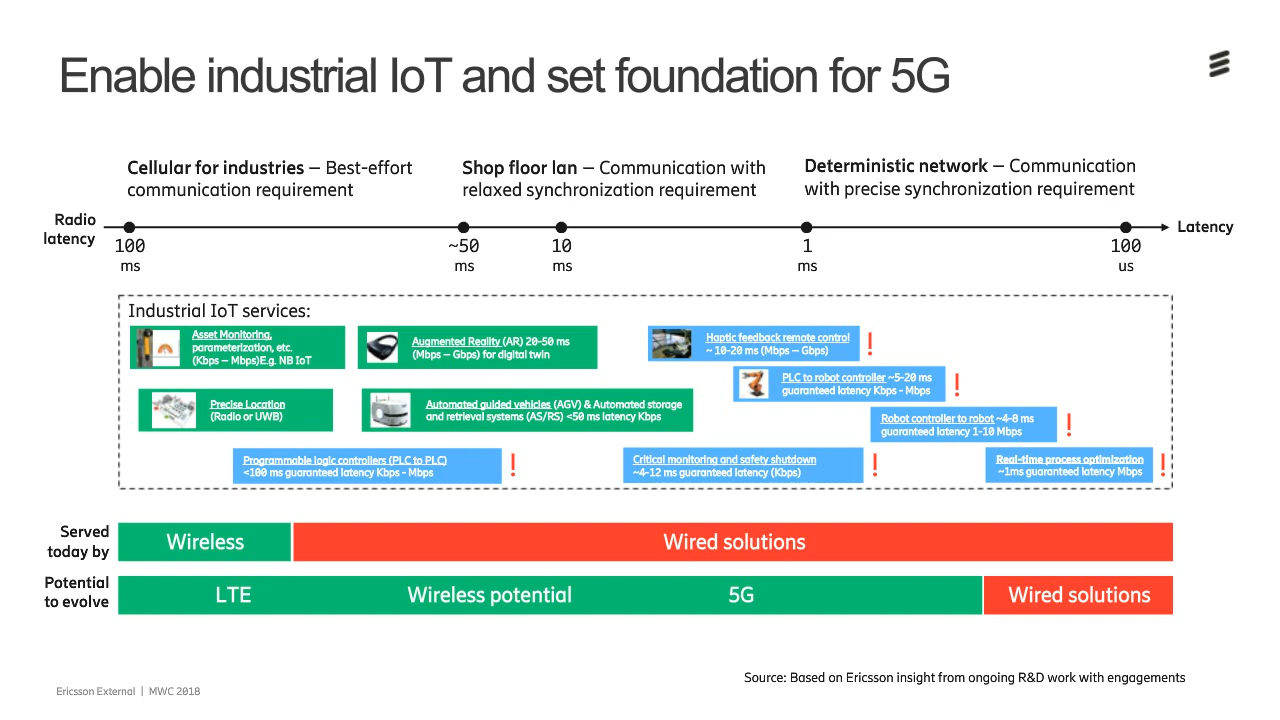 Enable industrial IoT and set foundation for 5G
Cellular for industries – Best-effort
communication requirement
Shop floor lan – Communication with
relaxed synchronization requirement
Deterministic network – Communication
with precise synchronization requirement
Radio
latency
Latency
100
ms
~50
ms
10
ms
1
ms
100
us
Industrial IoT services:
Asset Monitoring,
parameterization, etc.
(Kbps – Mbps)E.g. NB IoT
Augmented Reality (AR) 20-50 ms
(Mbps – Gbps) for digital twin
Haptic feedback remote control
~ 10-20 ms (Mbps – Gbps)
!
PLC to robot controller ~5-20 ms
guaranteed latency Kbps - Mbps
!
Precise Location
(Radio or UWB)
Automated guided vehicles (AGV) & Automated storage
and retrieval systems (AS/RS) <50 ms latency Kbps
Robot controller to robot ~4-8 ms
guaranteed latency 1-10 Mbps
!
Programmable logic controllers (PLC to PLC)
<100 ms guaranteed latency Kbps - Mbps
!
Critical monitoring and safety shutdown
~4-12 ms guaranteed latency (Kbps)
!
Real-time process optimization
~1ms guaranteed latency Mbps
!
Served
today by
Wireless
Wired solutions
Potential
to evolve
LTE
Wireless potential
5G
Wired solutions
Source: Based on Ericsson insight from ongoing R&D work with engagements
Ericsson External | MWC 2018